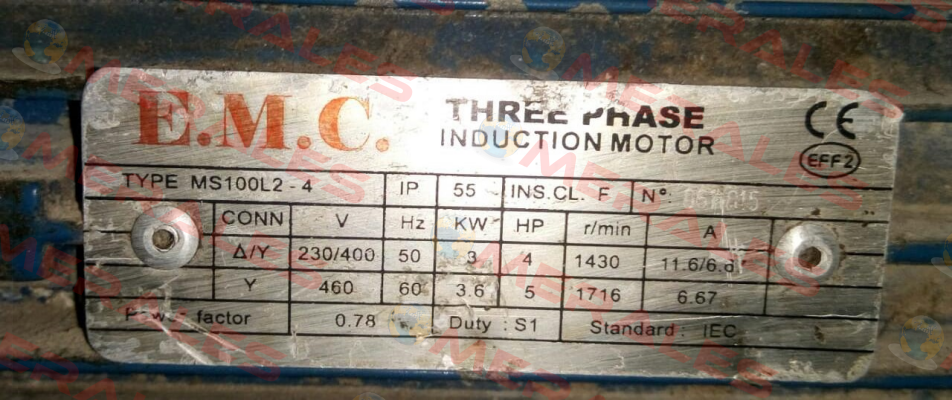 E.M.C. THREE PHASE
INDUCTION MOTOR
CE
EFF2
TYPE MS100L2-4 IP 55 INS.CL. F N°:
CONN V Hz KW HP r/min A
Δ/Y 230/400 50 3 4 1430
Y 460 60 3.6 5 1716 6.67
Power factor 0.78 Duty : S1 Standard : IEC